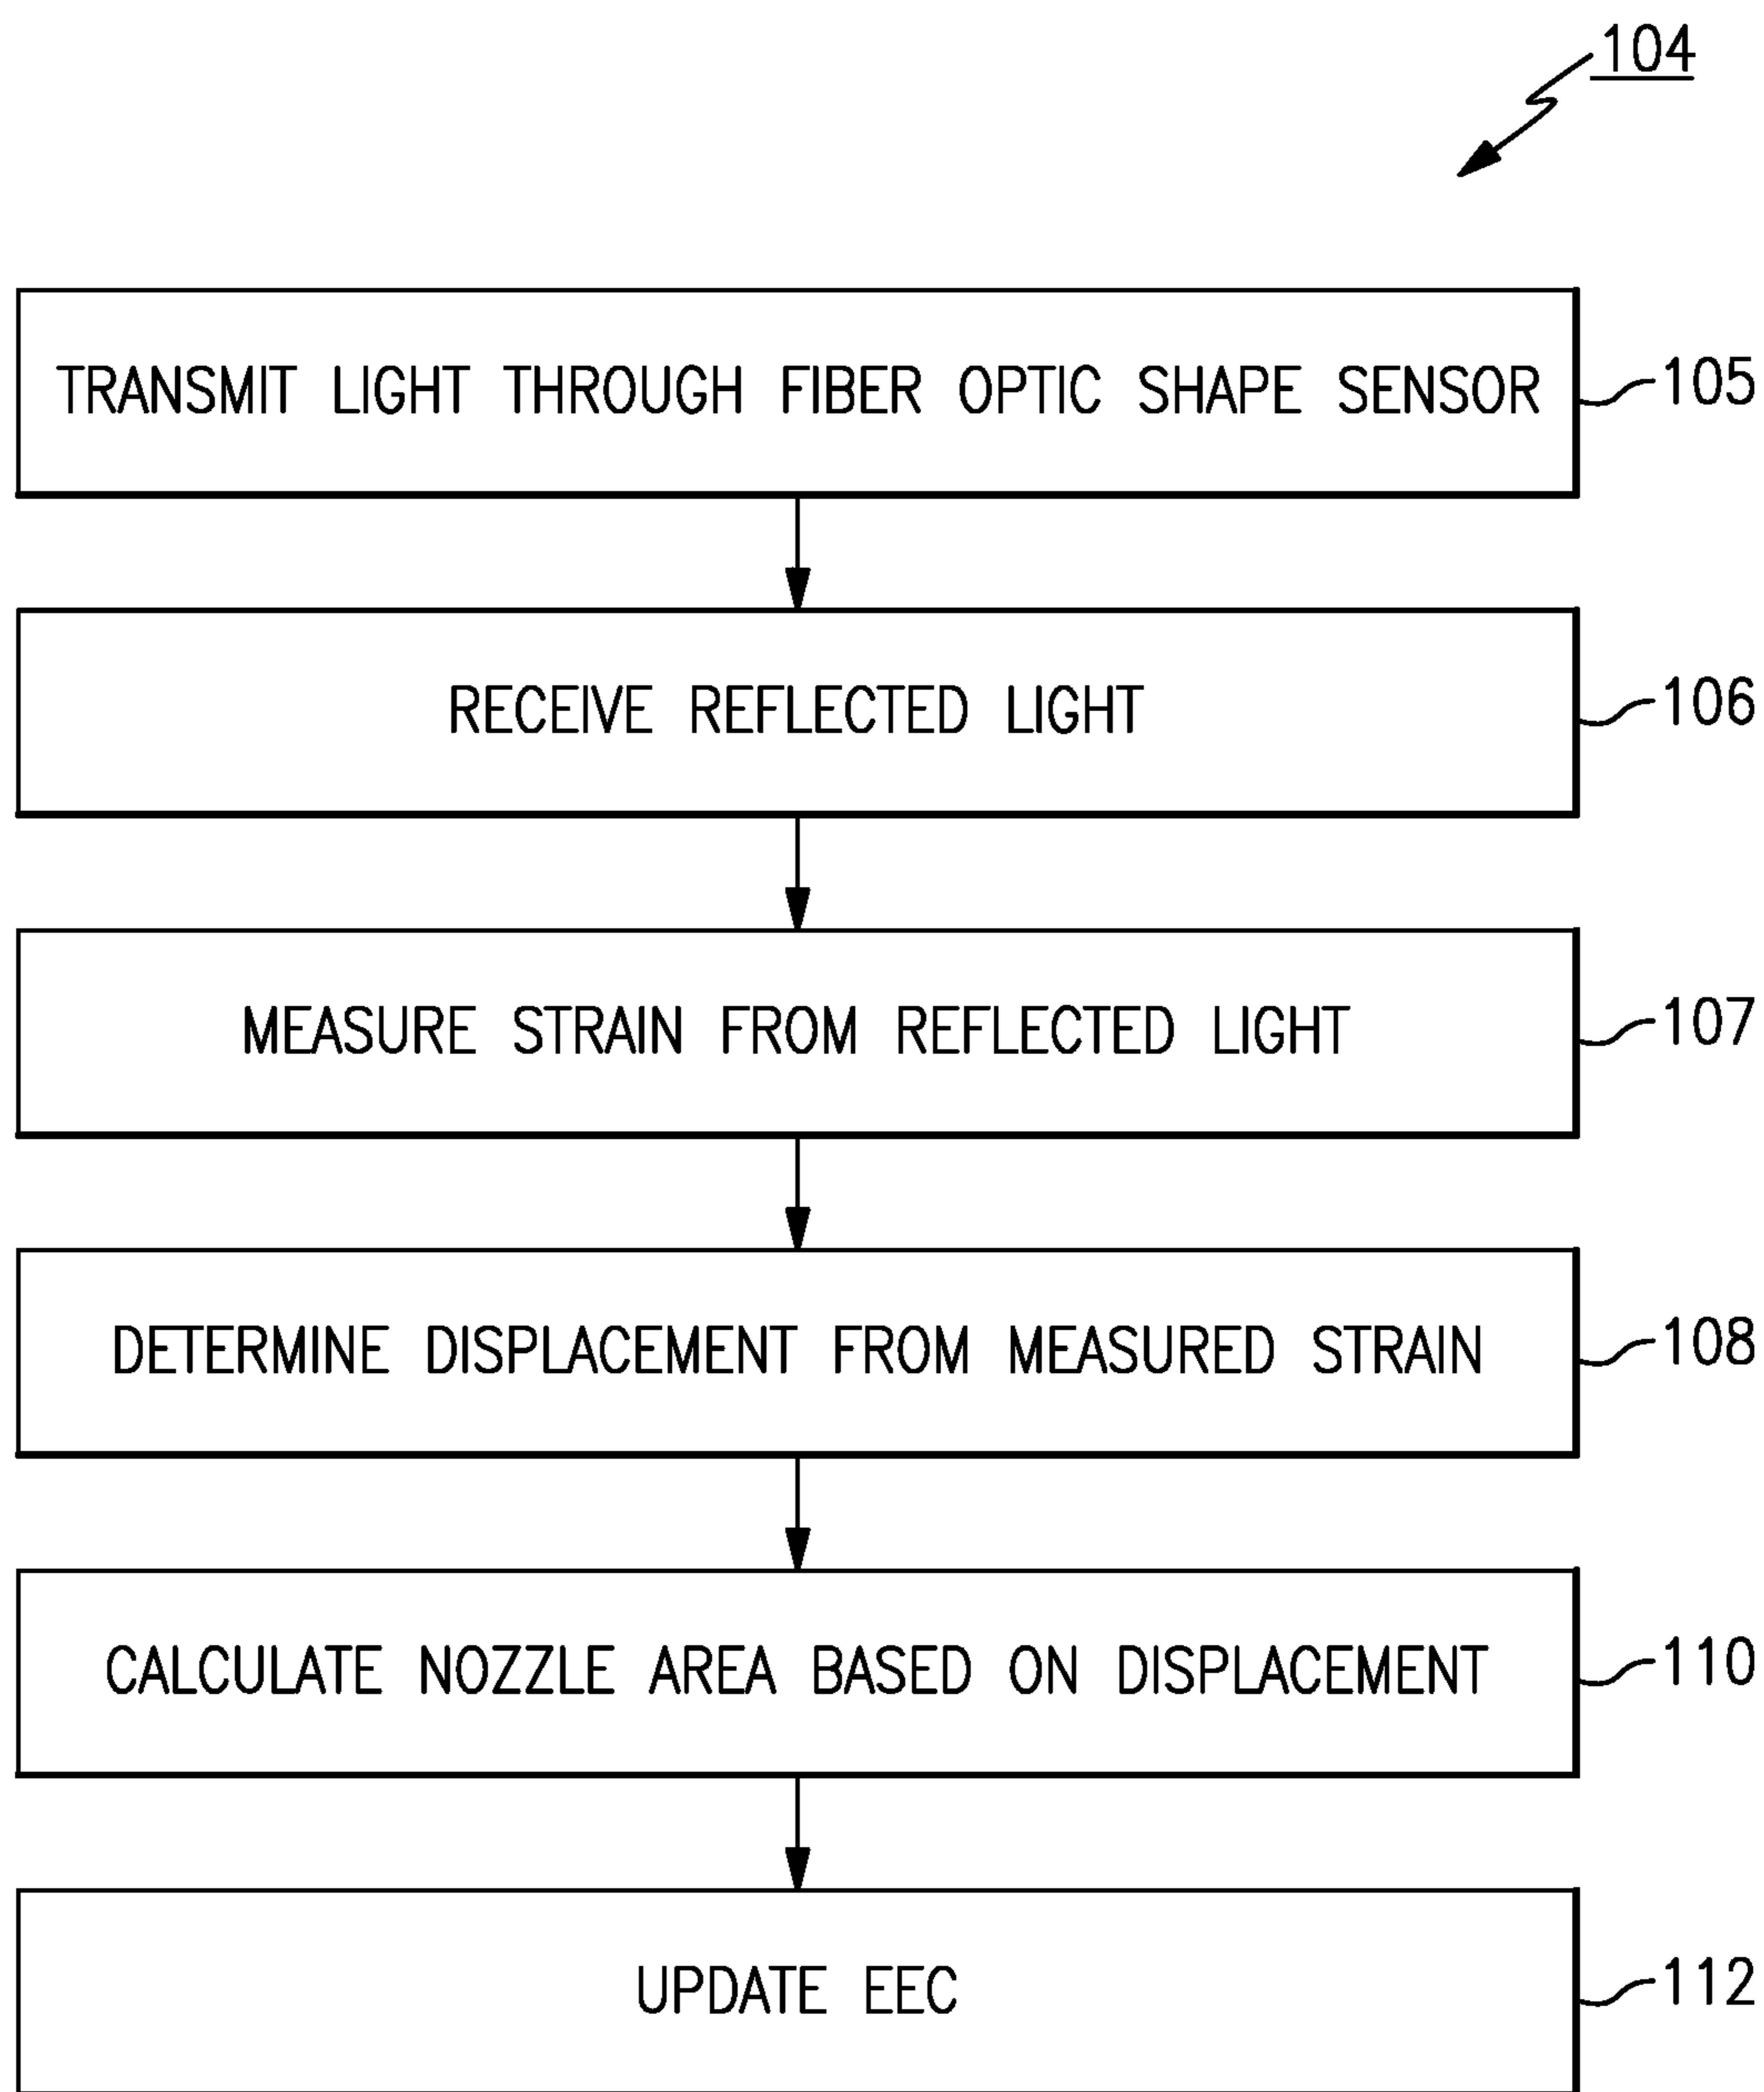 104
TRANSMIT LIGHT THROUGH FIBER OPTIC SHAPE SENSOR 105
RECEIVE REFLECTED LIGHT 106
MEASURE STRAIN FROM REFLECTED LIGHT 107
DETERMINE DISPLACEMENT FROM MEASURED STRAIN 108
CALCULATE NOZZLE AREA BASED ON DISPLACEMENT 110
UPDATE EEC 112